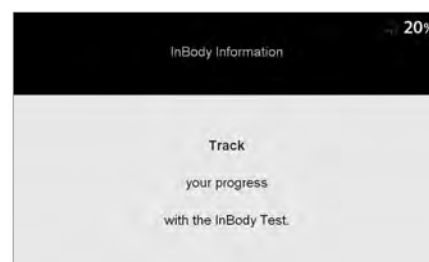 20%
InBody Information
Track
your progress
with the InBody Test.